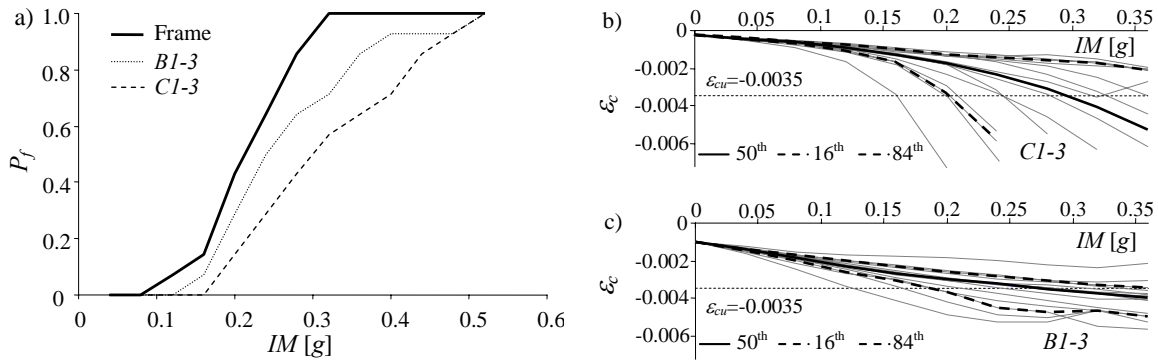 a)
1.0
0.8
0.6
0.4
0.2
0
P_f
Frame
B1-3
C1-3
0
0.1
0.2
0.3
0.4
0.5
0.6
IM [g]
b)
0
0.05
0.1
0.15
0.2
0.25
0.3
0.35
IM [g]
0
-0.002
-0.004
-0.006
ε_c
ε_cu=-0.0035
50th 16th 84th
C1-3
c)
0
0.05
0.1
0.15
0.2
0.25
0.3
0.35
IM [g]
0
-0.002
-0.004
-0.006
ε_c
ε_cu=-0.0035
50th 16th 84th
B1-3